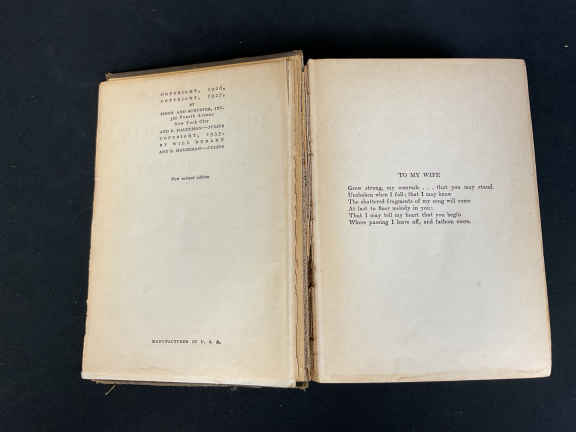 COPYRIGHT, 1926,
COPYRIGHT, 1927,
BY
SIMON AND SCHUSTER, INC.
Fourth Avenue
New York City
AND E. HALDEMAN-JULIUS
COPYRIGHT, 1933,
BY WILL DURANT
AND E. HALDEMAN-JULIUS
New revised edition
MANUFACTURED IN U. S. A.
TO MY WIFE
Grow strong, my comrade . . . that you may stand
Unshaken when I fall; that I may know
The shattered fragments of my song will come
At last to finer melody in you;
That I may tell my heart that you begin
Where passing I leave off, and fathom more.